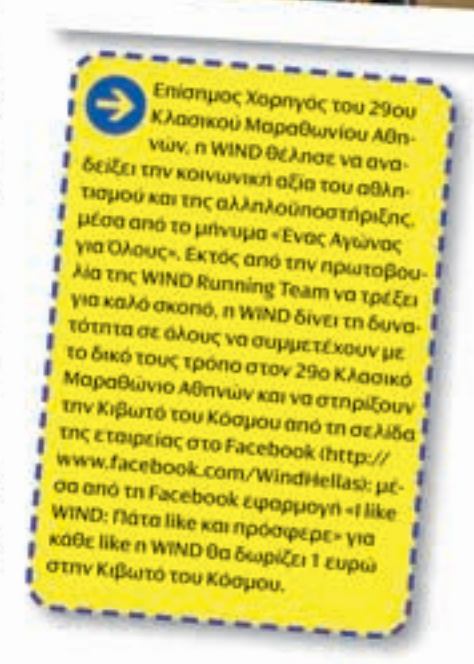 Επίσημος Χορηγός του 29ου
Κλασικού Μαραθωνίου Αθη-
νών, η WIND θέλησε να ανα-
δείξει την κοινωνική αξία του αθλη-
τισμού και της αλληλοϋποστήριξης,
μέσα από το μήνυμα «Ένας Αγώνας
για Όλους». Εκτός από την πρωτοβου-
λία της WIND Running Team να τρέξει
για καλό σκοπό, η WIND δίνει τη δυνα-
τότητα σε όλους να συμμετέχουν με
το δικό τους τρόπο στον 29ο Κλασικό
Μαραθώνιο Αθηνών και να στηρίξουν
την Κιβωτό του Κόσμου από τη σελίδα
της εταιρείας στο Facebook (http://
www.facebook.com/WindHellas): μέ-
σα από τη Facebook εφαρμογή «I like
WIND: Πάτα like και πρόσφερε» για
κάθε like η WIND θα δωρίζει 1 ευρώ
στην Κιβωτό του Κόσμου.